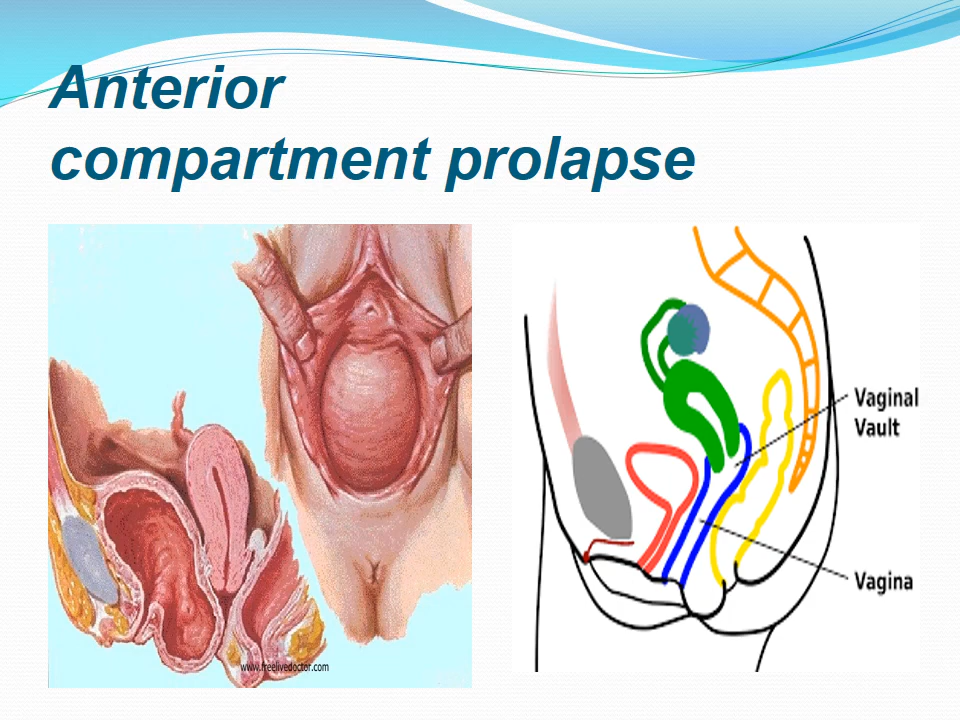 Anterior
compartment prolapse
Vaginal
Vault
Vagina
www.freelivedoctor.com